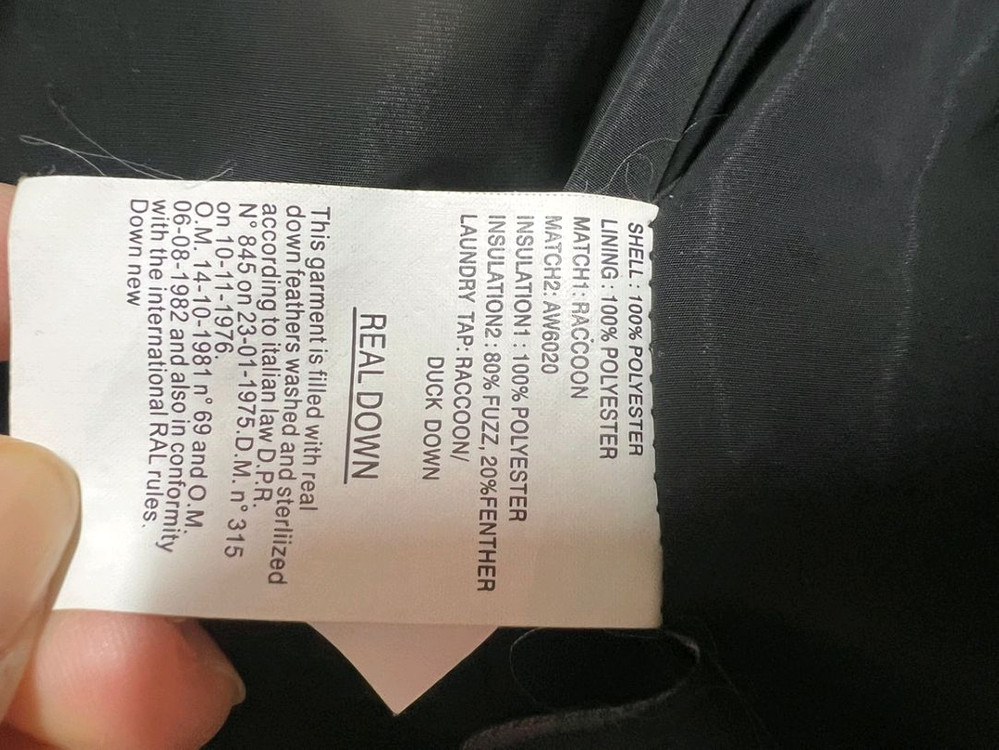 SHELL : 100% POLYESTER
LINING : 100% POLYESTER
MATCH1: RACCOON
MATCH2: AW6020
INSULATION1 : 100% POLYESTER
INSULATION2 : 80% FUZZ, 20%FENTHER
LAUNDRY TAP: RACCOON/
DUCK DOWN
REAL DOWN
This garment is filled with real
down feathers washed and sterliized
according to italian law D.P.R.
N° 845 on 23-01-1975.D.M. n° 315
on 10-11-1976.
O.M. 14-10-1981 n° 69 and O.M.
06-08-1982 and also in conformity
with the international RAL rules.
Down new